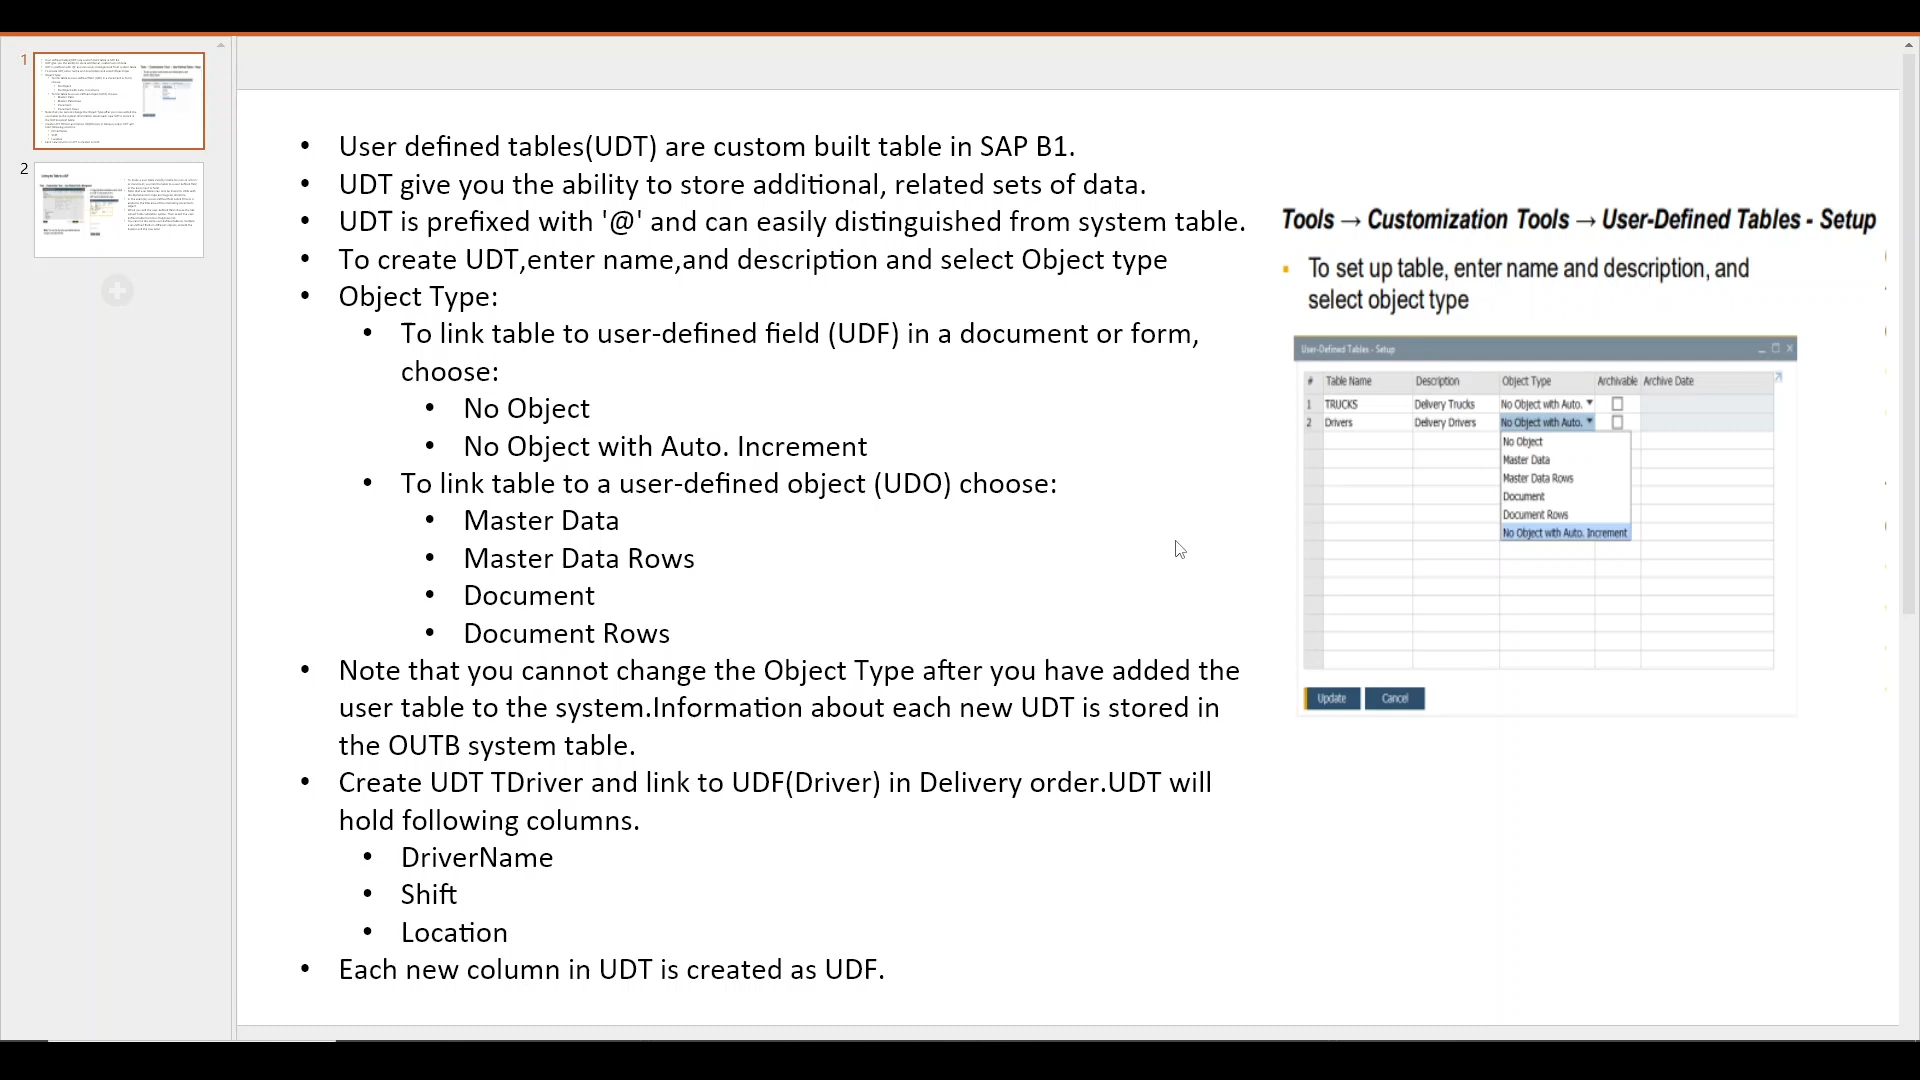 1
2
• User defined tables(UDT) are custom built table in SAP B1.
• UDT give you the ability to store additional, related sets of data.
• UDT is prefixed with '@' and can easily distinguished from system table.
• To create UDT,enter name,and description and select Object type
• Object Type:
• To link table to user-defined field (UDF) in a document or form,
choose:
• No Object
• No Object with Auto. Increment
• To link table to a user-defined object (UDO) choose:
• Master Data
• Master Data Rows
• Document
• Document Rows
• Note that you cannot change the Object Type after you have added the
user table to the system.Information about each new UDT is stored in
the OUTB system table.
• Create UDT TDriver and link to UDF(Driver) in Delivery order.UDT will
hold following columns.
• DriverName
• Shift
• Location
• Each new column in UDT is created as UDF.
Tools → Customization Tools → User-Defined Tables - Setup
▪ To set up table, enter name and description, and
select object type
User-Defined Tables - Setup
# Table Name Description Object Type Archivable Archive Date
1 TRUCKS Delivery Trucks No Object with Auto.
2 Drivers Delivery Drivers No Object with Auto.
No Object
Master Data
Master Data Rows
Document
Document Rows
No Object with Auto. Increment
Update Cancel